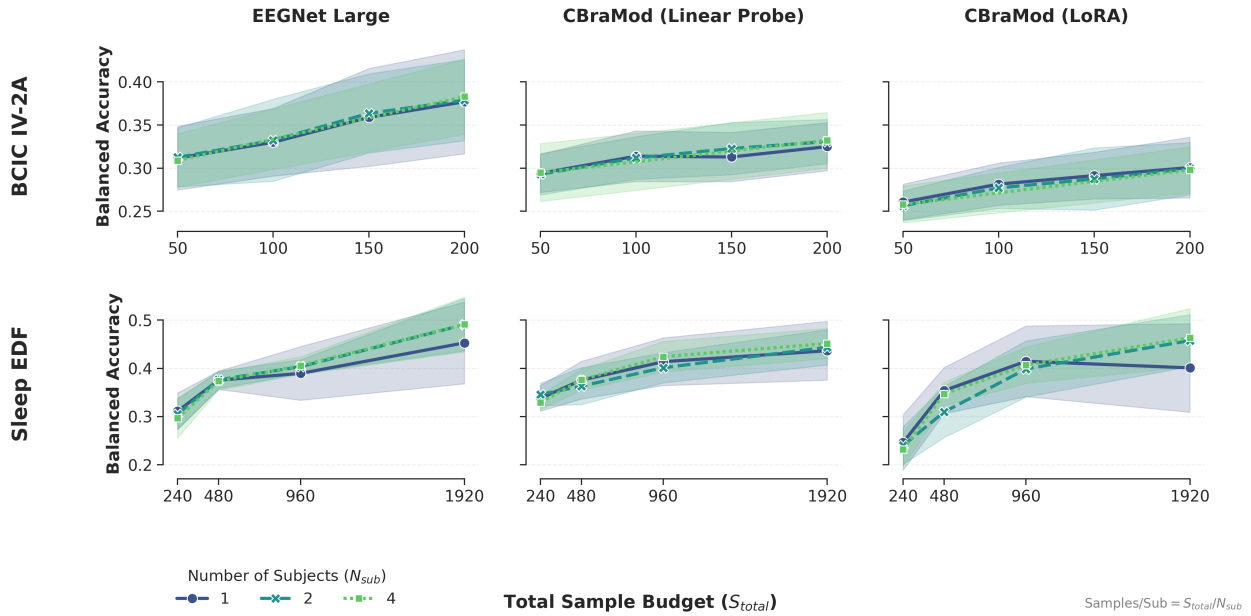 EEGNet Large
CBraMod (Linear Probe)
CBraMod (LoRA)
BCIC IV-2A
Balanced Accuracy
0.40
0.35
0.30
0.25
50 100 150 200
50 100 150 200
50 100 150 200
Sleep EDF
Balanced Accuracy
0.5
0.4
0.3
0.2
240 480 960 1920
240 480 960 1920
240 480 960 1920
Number of Subjects (N_sub)
1 2 4
Total Sample Budget (S_total)
Samples/Sub = S_total/N_sub